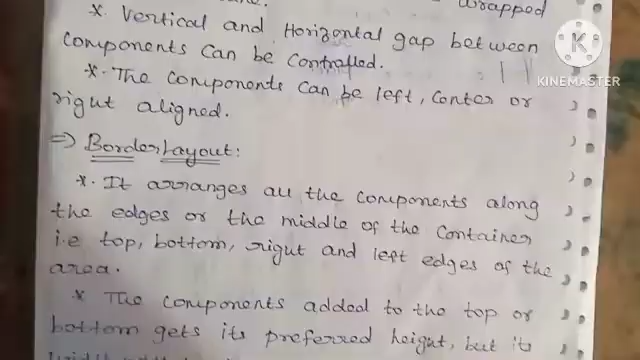 wrapped
*. Vertical and Horizontal gap between
components can be controlled.
*. The components can be left, center or
right aligned.
⇒ BorderLayout:
*. It arranges all the components along
the edges or the middle of the container
i.e top, bottom, right and left edges of the
area.
* The components added to the top or
bottom gets its preferred height, but its
KINEMASTER